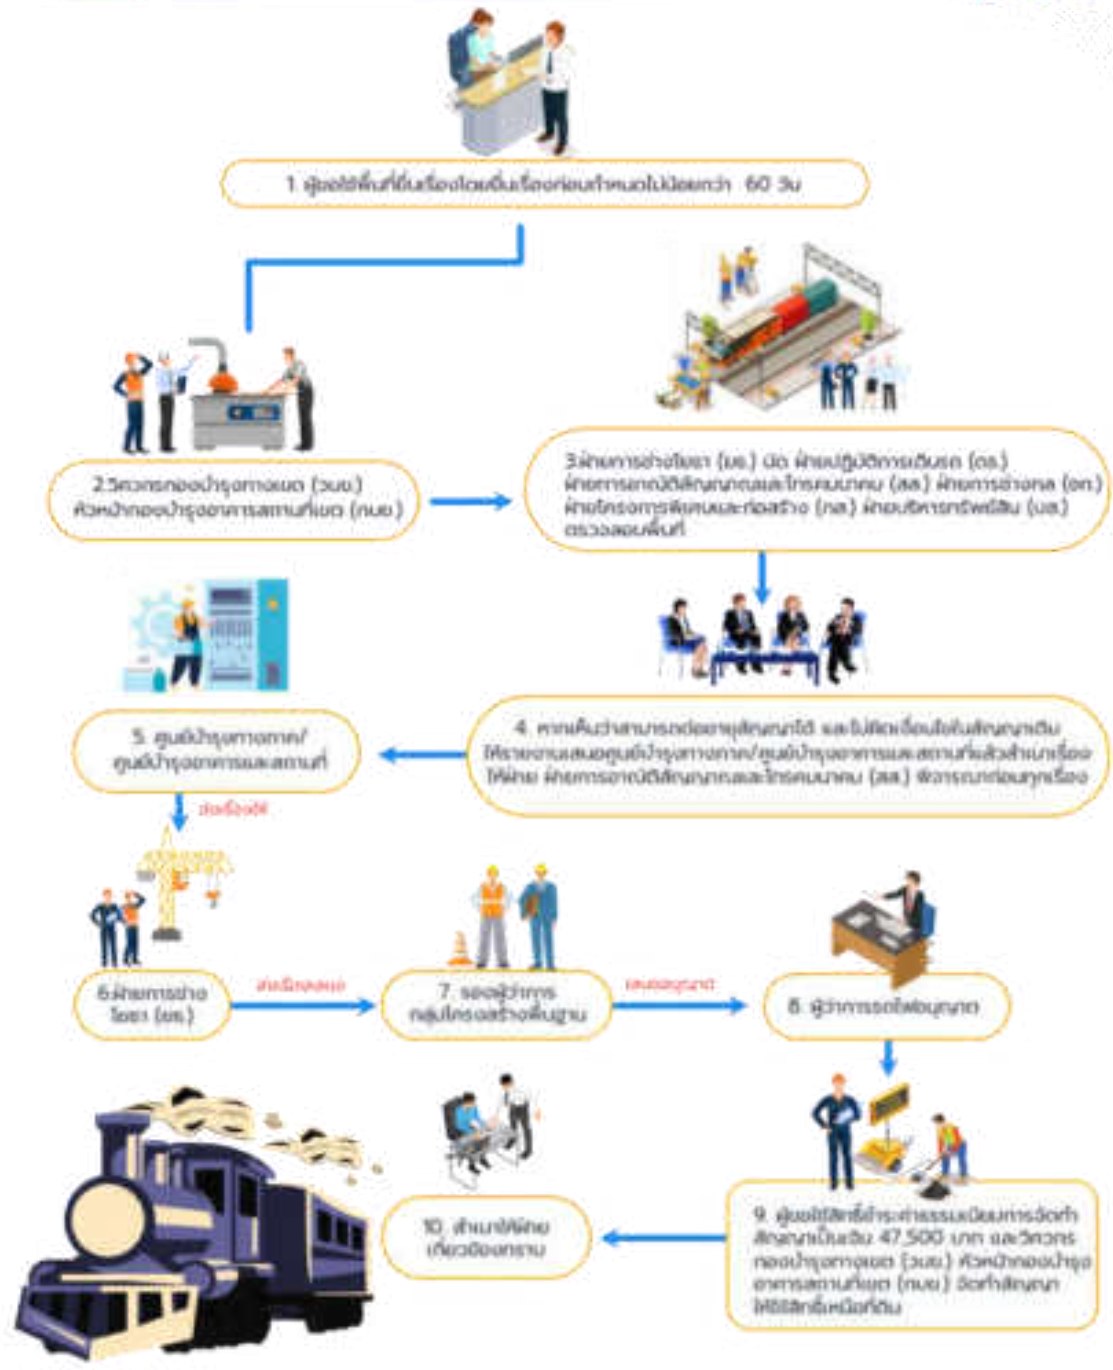 1. ผู้ขอใช้พื้นที่ยื่นเรื่องโดยยื่นเรื่องก่อนกำหนดไม่น้อยกว่า 60 วัน
2.วิศวกรกองบำรุงทางเขต (วบข.)
หัวหน้ากองบำรุงอาคารสถานที่เขต (กบข.)
3.ฝ่ายการช่างโยธา (ยธ.) นัด ฝ่ายปฏิบัติการเดินรถ (ดร.)
ฝ่ายการอาณัติสัญญาณและโทรคมนาคม (สส.) ฝ่ายการช่างกล (ชก.)
ฝ่ายโครงการพิเศษและก่อสร้าง (กส.) ฝ่ายบริหารทรัพย์สิน (บส.)
ตรวจสอบพื้นที่
4. หากเห็นว่าสามารถต่ออายุสัญญาได้ และไม่ผิดเงื่อนไขในสัญญาเดิม
ให้รายงานเสนอศูนย์บำรุงทางภาค/ศูนย์บำรุงอาคารและสถานที่แล้วสำเนาเรื่อง
ให้ฝ่าย ฝ่ายการอาณัติสัญญาณและโทรคมนาคม (สส.) พิจารณาก่อนทุกเรื่อง
5. ศูนย์บำรุงทางภาค/
ศูนย์บำรุงอาคารและสถานที่
ส่งเรื่องให้
6.ฝ่ายการช่าง
โยธา (ยธ.)
ส่งเรื่องเสนอ
7. รองผู้ว่าการ
กลุ่มโครงสร้างพื้นฐาน
เสนออนุญาต
8. ผู้ว่าการรถไฟอนุญาต
9. ผู้ขอใช้สิทธิ์ชำระค่าธรรมเนียมการจัดทำ
สัญญาเป็นเงิน 47,500 บาท และวิศวกร
กองบำรุงทางเขต (วบข.) หัวหน้ากองบำรุง
อาคารสถานที่เขต (กบข.) จัดทำสัญญา
ให้ใช้สิทธิ์เหนือที่ดิน
10. สำเนาให้ฝ่าย
เกี่ยวข้องทราบ